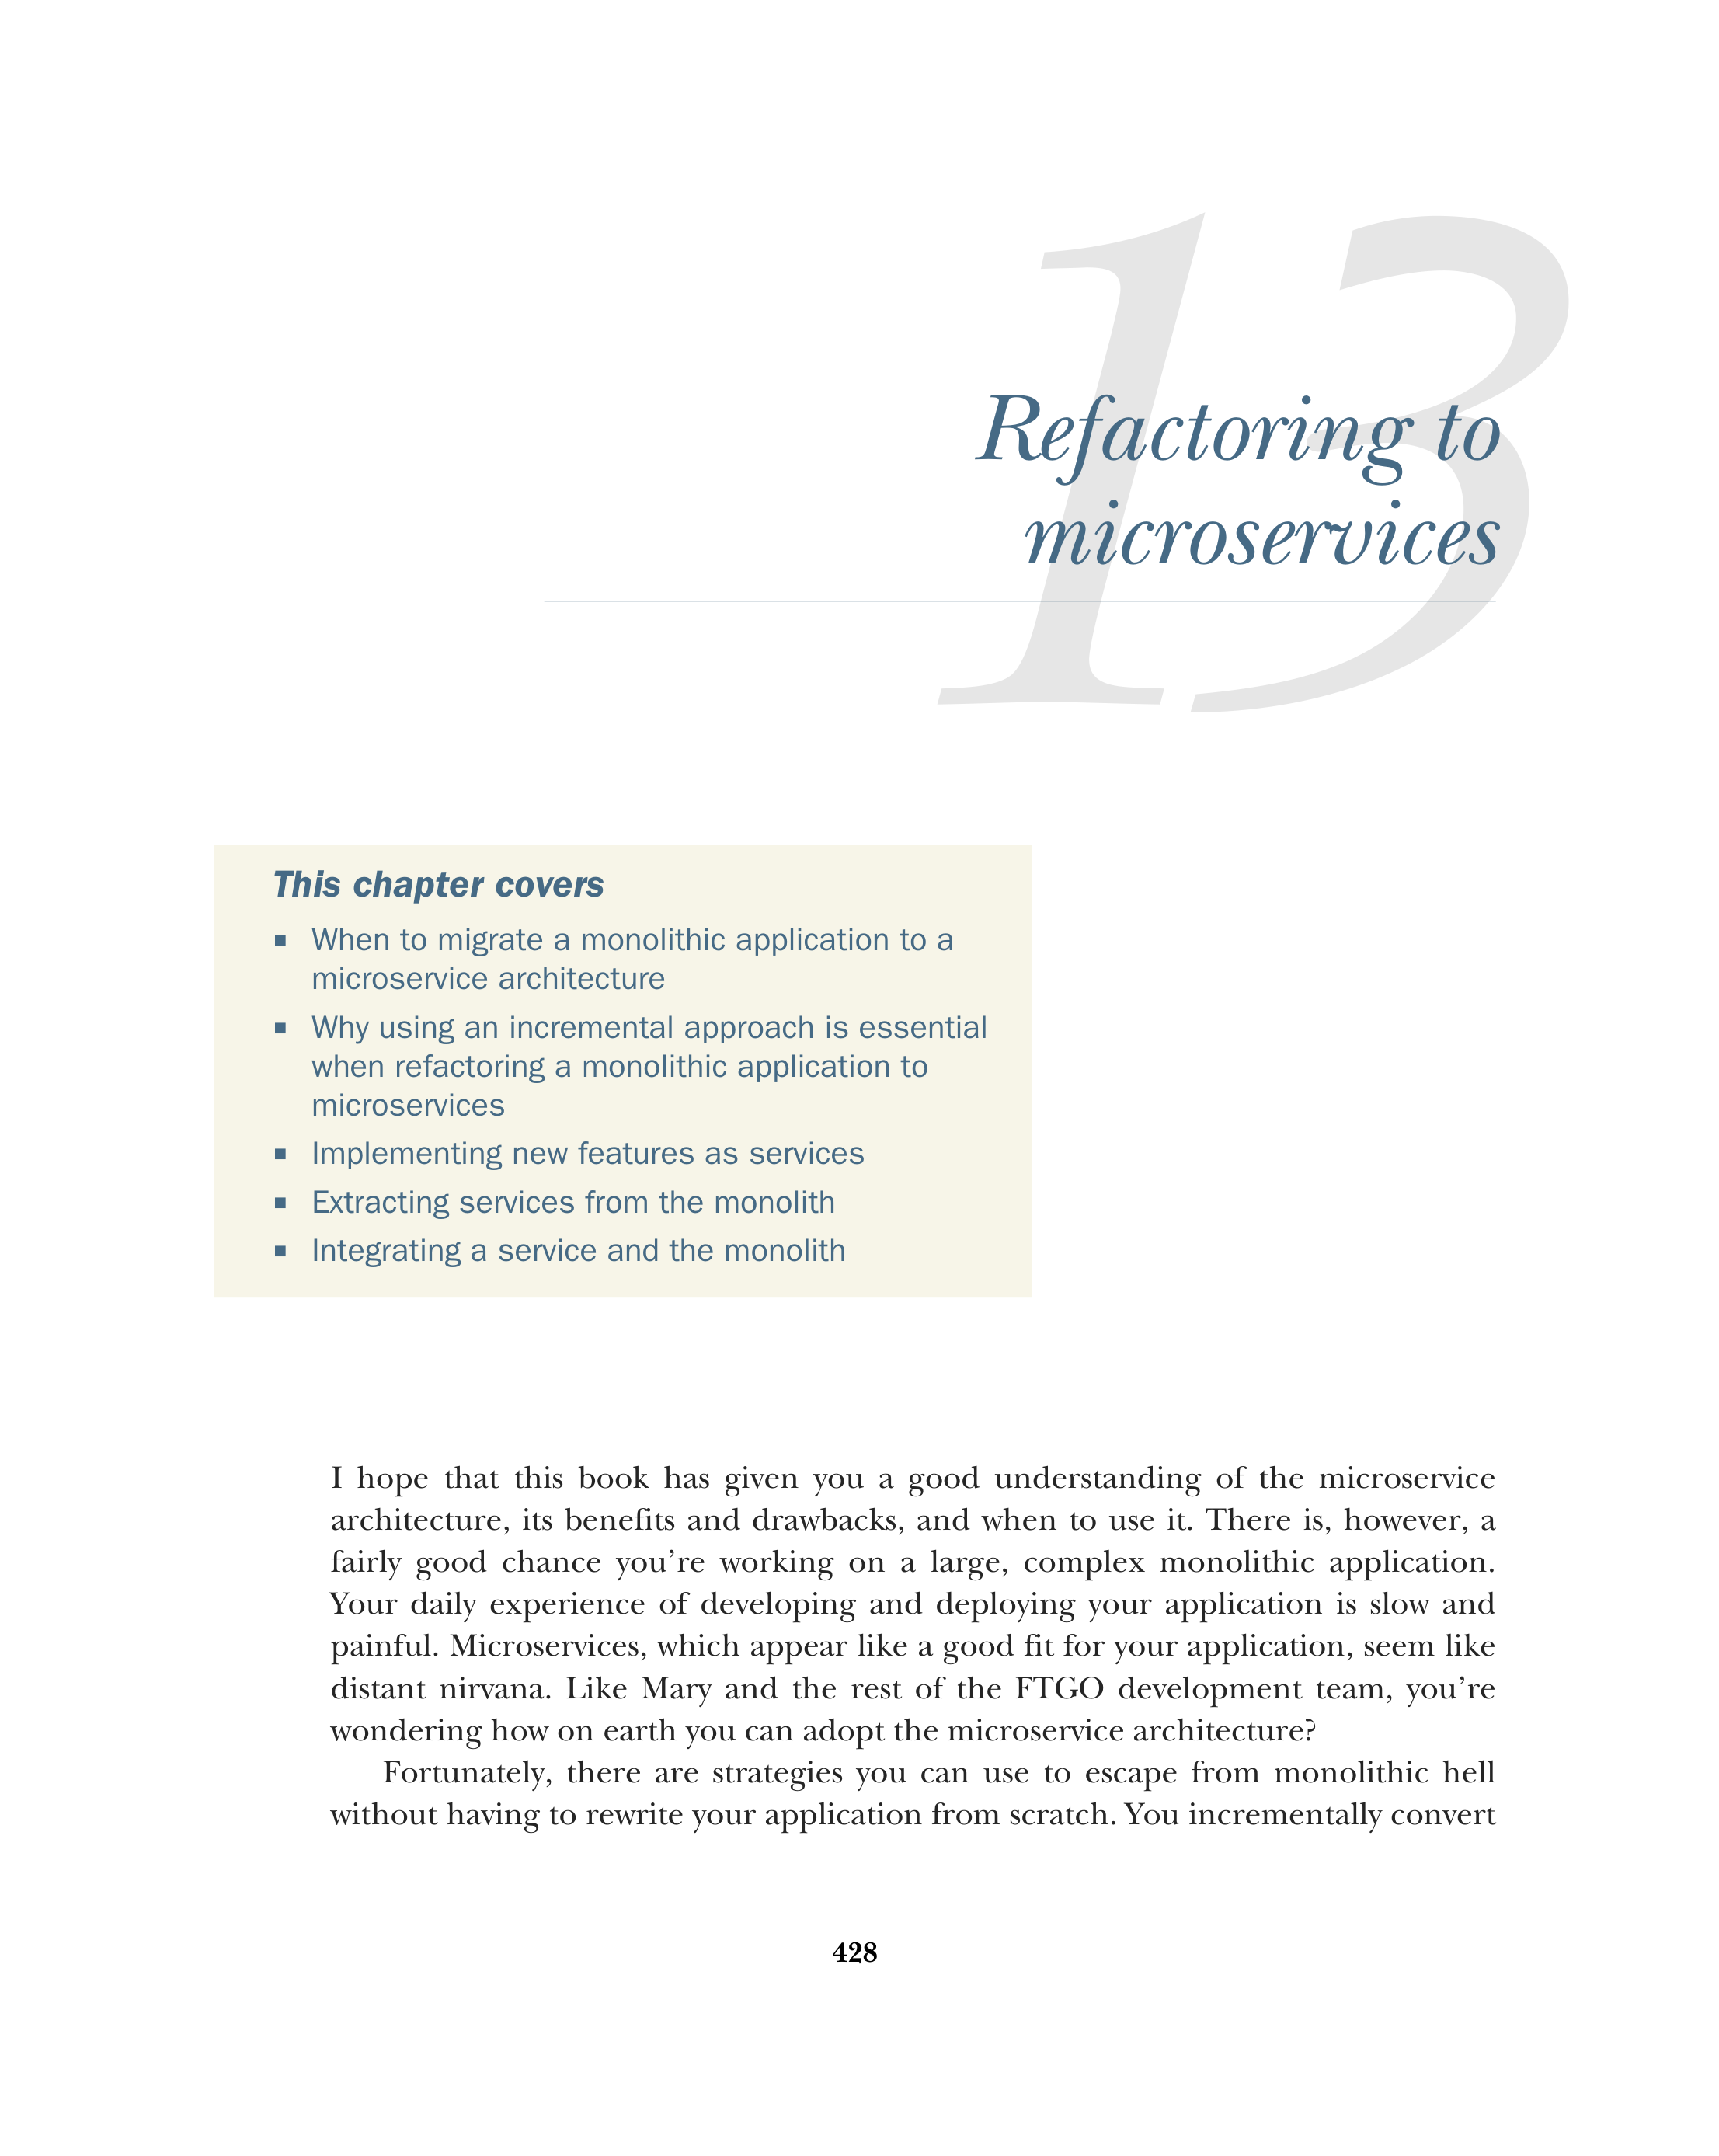 13
Refactoring to
microservices
This chapter covers
■ When to migrate a monolithic application to a
microservice architecture
■ Why using an incremental approach is essential
when refactoring a monolithic application to
microservices
■ Implementing new features as services
■ Extracting services from the monolith
■ Integrating a service and the monolith
I hope that this book has given you a good understanding of the microservice
architecture, its benefits and drawbacks, and when to use it. There is, however, a
fairly good chance you’re working on a large, complex monolithic application.
Your daily experience of developing and deploying your application is slow and
painful. Microservices, which appear like a good fit for your application, seem like
distant nirvana. Like Mary and the rest of the FTGO development team, you’re
wondering how on earth you can adopt the microservice architecture?
Fortunately, there are strategies you can use to escape from monolithic hell
without having to rewrite your application from scratch. You incrementally convert
428